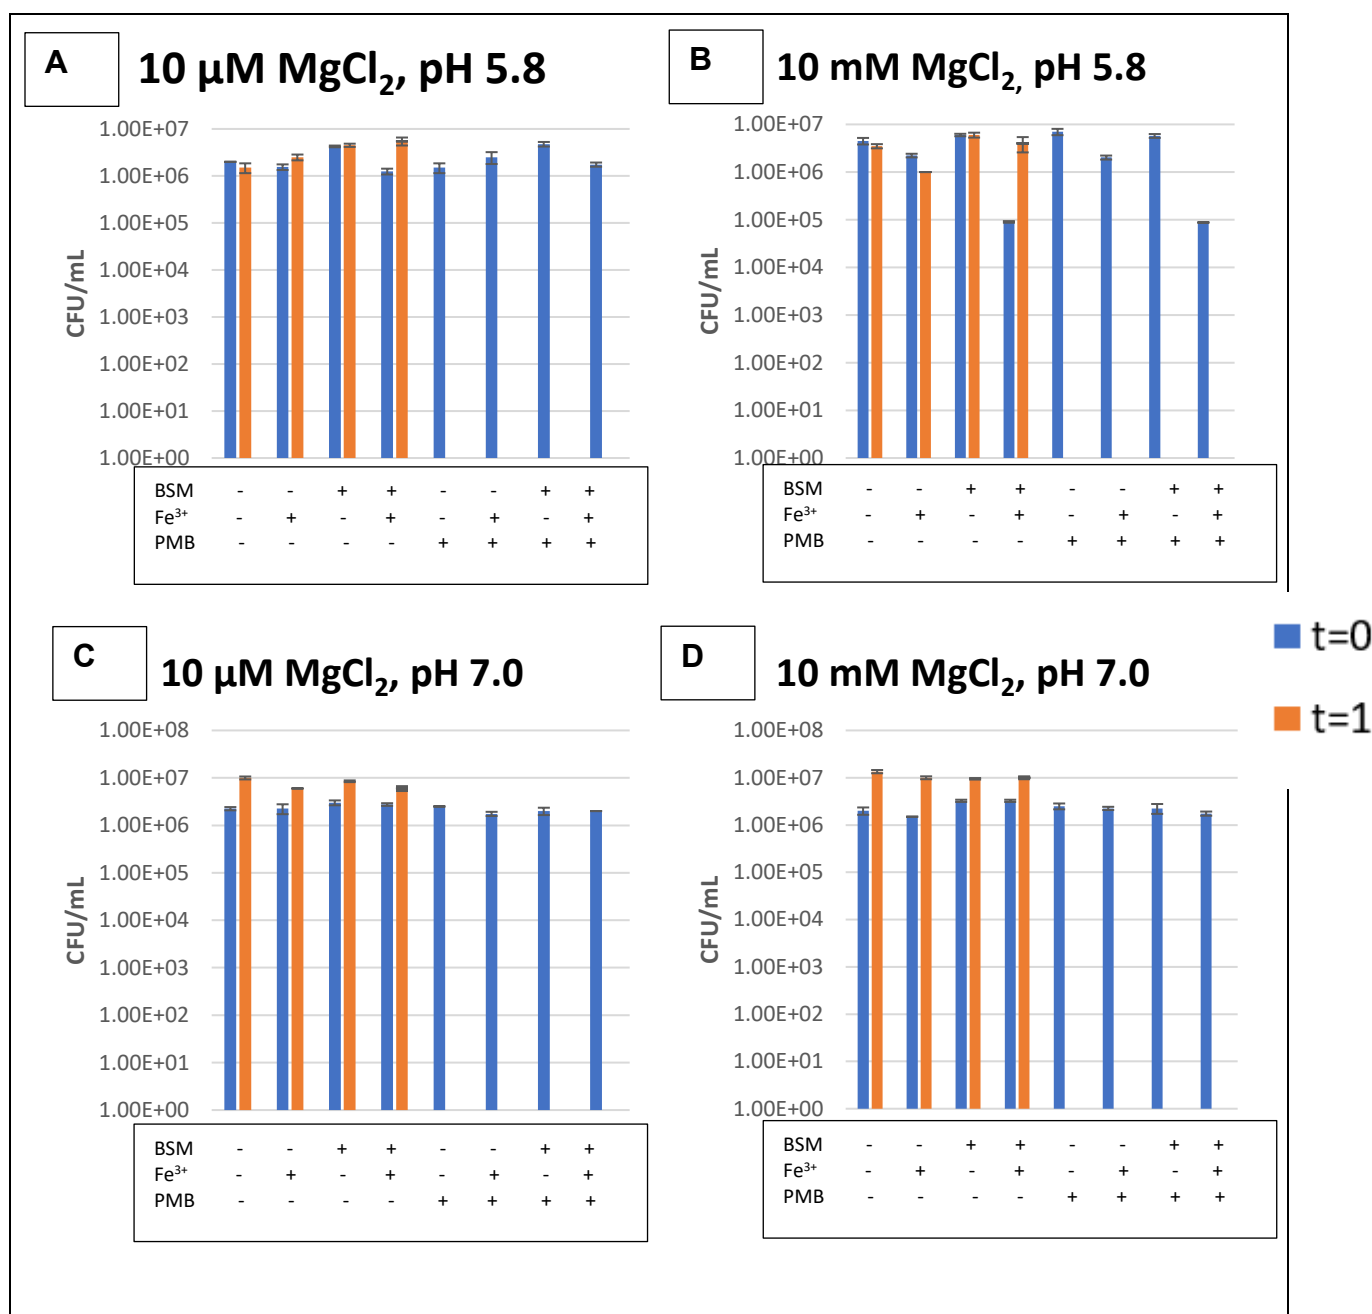 A
10 µM MgCl₂, pH 5.8
1.00E+07
1.00E+06
1.00E+05
1.00E+04
1.00E+03
1.00E+02
1.00E+01
1.00E+00
CFU/mL
BSM - - + + - - + +
Fe³⁺ - + - + - + - +
PMB - - - - + + + +
B
10 mM MgCl₂, pH 5.8
1.00E+07
1.00E+06
1.00E+05
1.00E+04
1.00E+03
1.00E+02
1.00E+01
1.00E+00
CFU/mL
BSM - - + + - - + +
Fe³⁺ - + - + - + - +
PMB - - - - + + + +
C
10 µM MgCl₂, pH 7.0
1.00E+08
1.00E+07
1.00E+06
1.00E+05
1.00E+04
1.00E+03
1.00E+02
1.00E+01
1.00E+00
CFU/mL
BSM - - + + - - + +
Fe³⁺ - + - + - + - +
PMB - - - - + + + +
D
10 mM MgCl₂, pH 7.0
1.00E+08
1.00E+07
1.00E+06
1.00E+05
1.00E+04
1.00E+03
1.00E+02
1.00E+01
1.00E+00
CFU/mL
BSM - - + + - - + +
Fe³⁺ - + - + - + - +
PMB - - - - + + + +
t=0
t=1